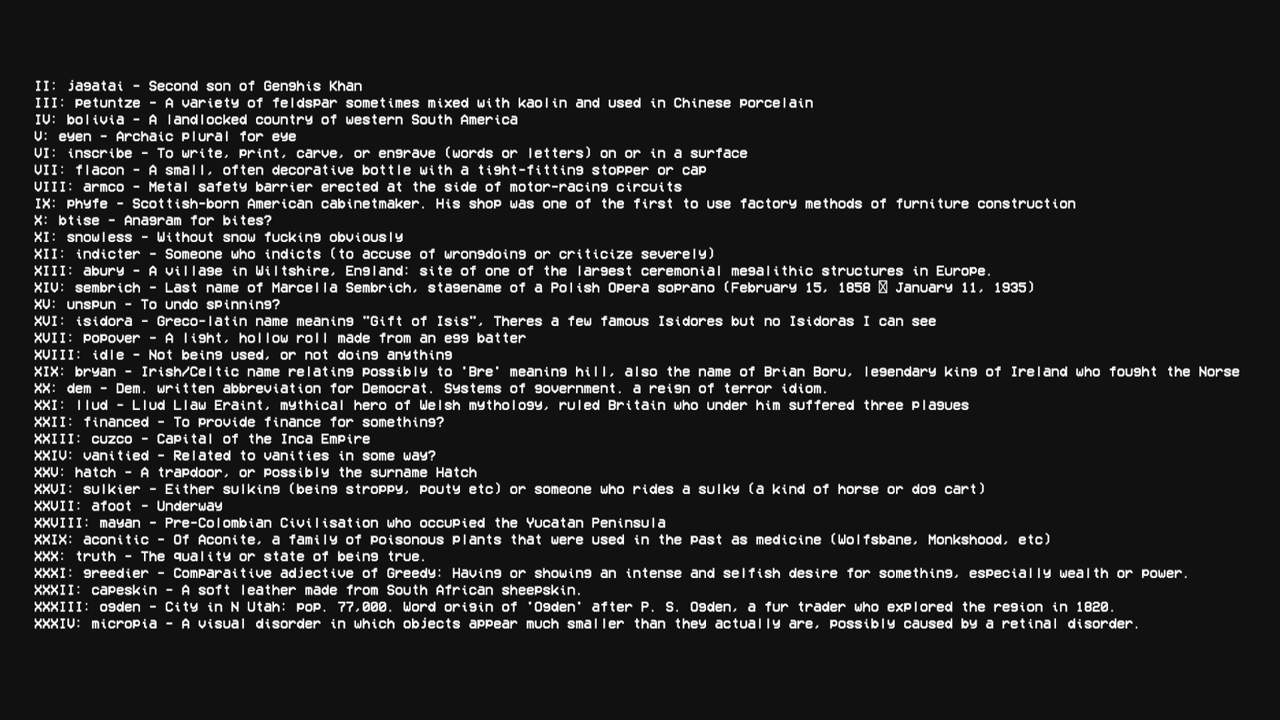 II: jagatai - Second son of Genghis Khan
III: petuntze - A variety of feldspar sometimes mixed with kaolin and used in Chinese porcelain
IV: bolivia - A landlocked country of western South America
V: eyen - Archaic plural for eye
VI: inscribe - To write, print, carve, or engrave (words or letters) on or in a surface
VII: flacon - A small, often decorative bottle with a tight-fitting stopper or cap
VIII: armco - Metal safety barrier erected at the side of motor-racing circuits
IX: phyfe - Scottish-born American cabinetmaker. His shop was one of the first to use factory methods of furniture construction
X: btise - Anagram for bites?
XI: snowless - Without snow fucking obviously
XII: indicter - Someone who indicts (to accuse of wrongdoing or criticize severely)
XIII: abury - A village in Wiltshire, England: site of one of the largest ceremonial megalithic structures in Europe.
XIV: sembrich - Last name of Marcella Sembrich, stagename of a Polish Opera soprano (February 15, 1858 ⍰ January 11, 1935)
XV: unspun - To undo spinning?
XVI: isidora - Greco-latin name meaning "Gift of Isis", Theres a few famous Isidores but no Isidoras I can see
XVII: popover - A light, hollow roll made from an egg batter
XVIII: idle - Not being used, or not doing anything
XIX: bryan - Irish/Celtic name relating possibly to 'Bre' meaning hill, also the name of Brian Boru, legendary king of Ireland who fought the Norse
XX: dem - Dem. written abbreviation for Democrat. Systems of government. a reign of terror idiom.
XXI: llud - Llud Llaw Eraint, mythical hero of Welsh mythology, ruled Britain who under him suffered three plagues
XXII: financed - To provide finance for something?
XXIII: cuzco - Capital of the Inca Empire
XXIV: vanitied - Related to vanities in some way?
XXV: hatch - A trapdoor, or possibly the surname Hatch
XXVI: sulkier - Either sulking (being stroppy, pouty etc) or someone who rides a sulky (a kind of horse or dog cart)
XXVII: afoot - Underway
XXVIII: mayan - Pre-Colombian Civilisation who occupied the Yucatan Peninsula
XXIX: aconitic - Of Aconite, a family of poisonous plants that were used in the past as medicine (Wolfsbane, Monkshood, etc)
XXX: truth - The quality or state of being true.
XXXI: greedier - Comparaitive adjective of Greedy: Having or showing an intense and selfish desire for something, especially wealth or power.
XXXII: capeskin - A soft leather made from South African sheepskin.
XXXIII: ogden - City in N Utah: pop. 77,000. Word origin of 'Ogden' after P. S. Ogden, a fur trader who explored the region in 1820.
XXXIV: micropia - A visual disorder in which objects appear much smaller than they actually are, possibly caused by a retinal disorder.